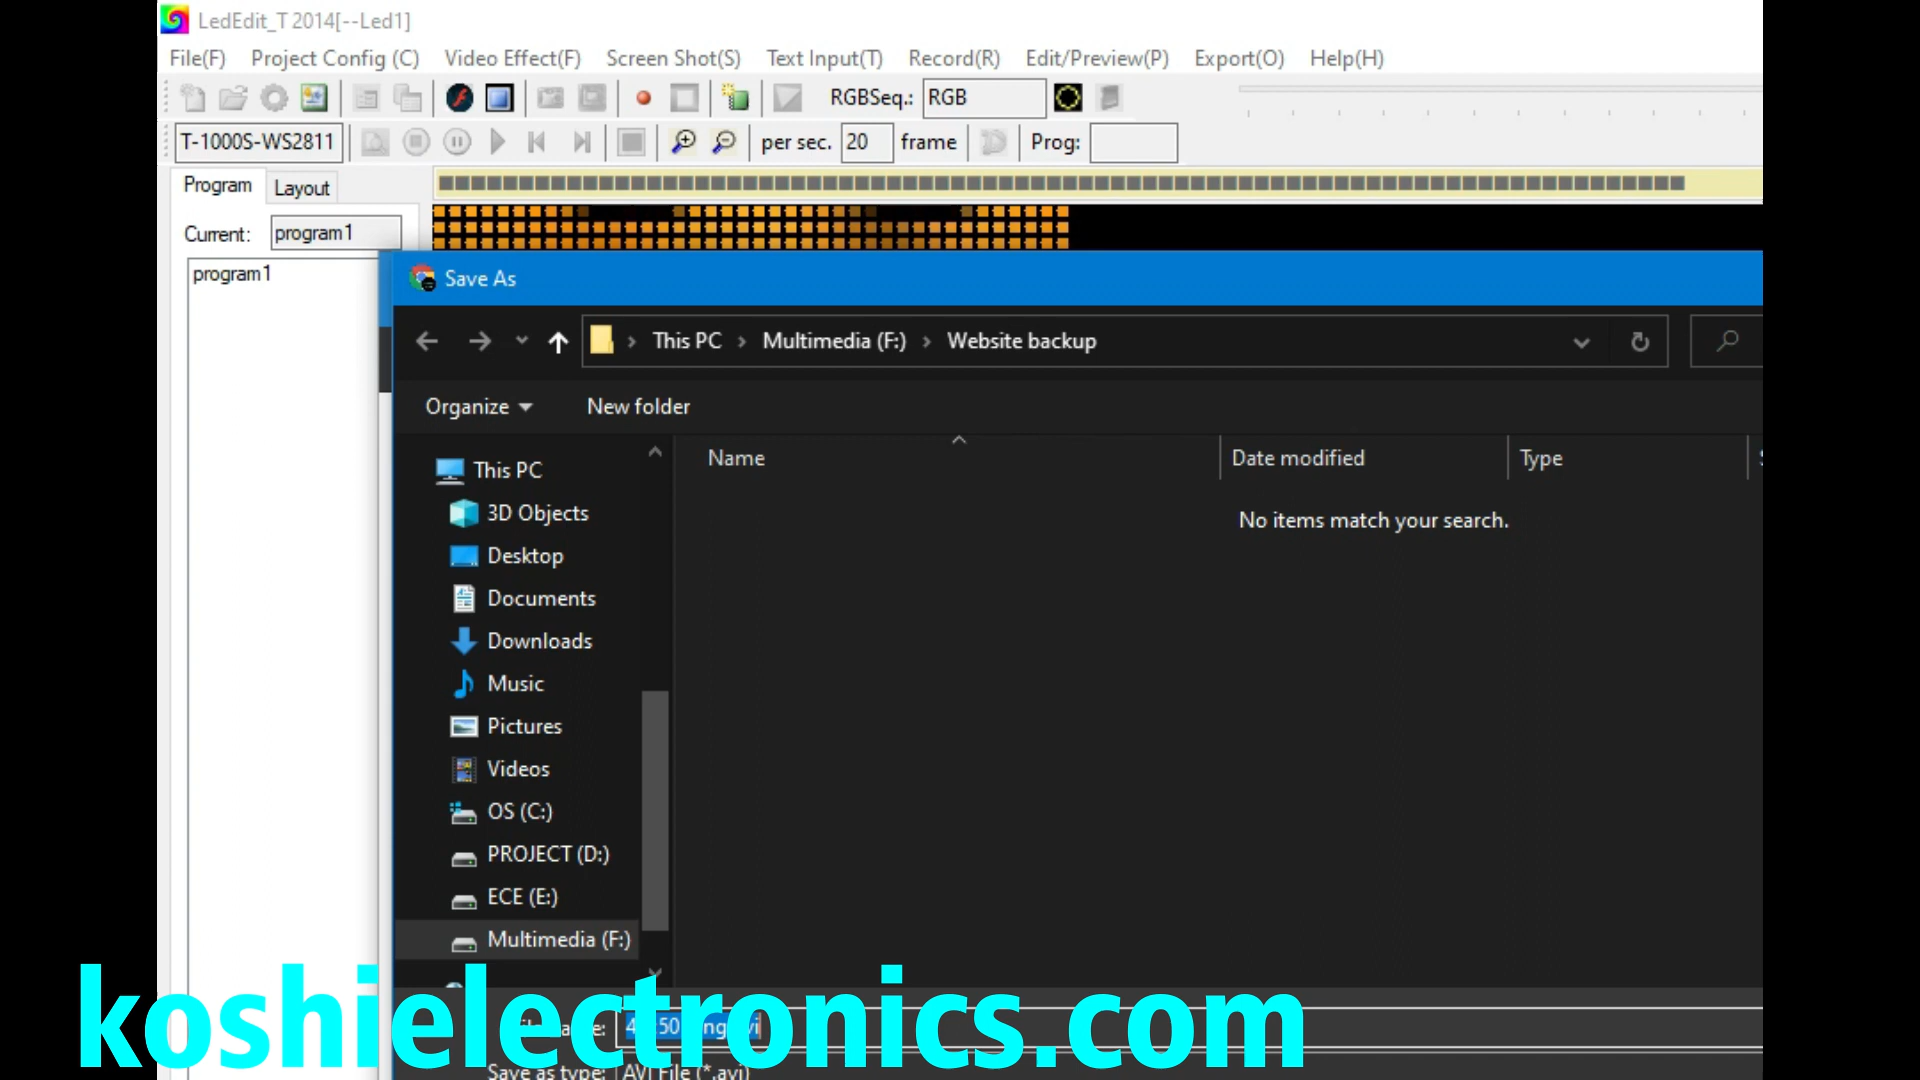 LedEdit_T 2014[--Led1]
File(F) Project Config (C) Video Effect(F) Screen Shot(S) Text Input(T) Record(R) Edit/Preview(P) Export(O) Help(H)
RGBSeq.: RGB
T-1000S-WS2811 per sec. 20 frame Prog:
Program Layout
Current: program1
program1
Save As
This PC › Multimedia (F:) › Website backup
Organize New folder
Name Date modified Type
No items match your search.
This PC
3D Objects
Desktop
Documents
Downloads
Music
Pictures
Videos
OS (C:)
PROJECT (D:)
ECE (E:)
Multimedia (F:)
koshielectronics.com
Save as type: AVI File (*.avi)